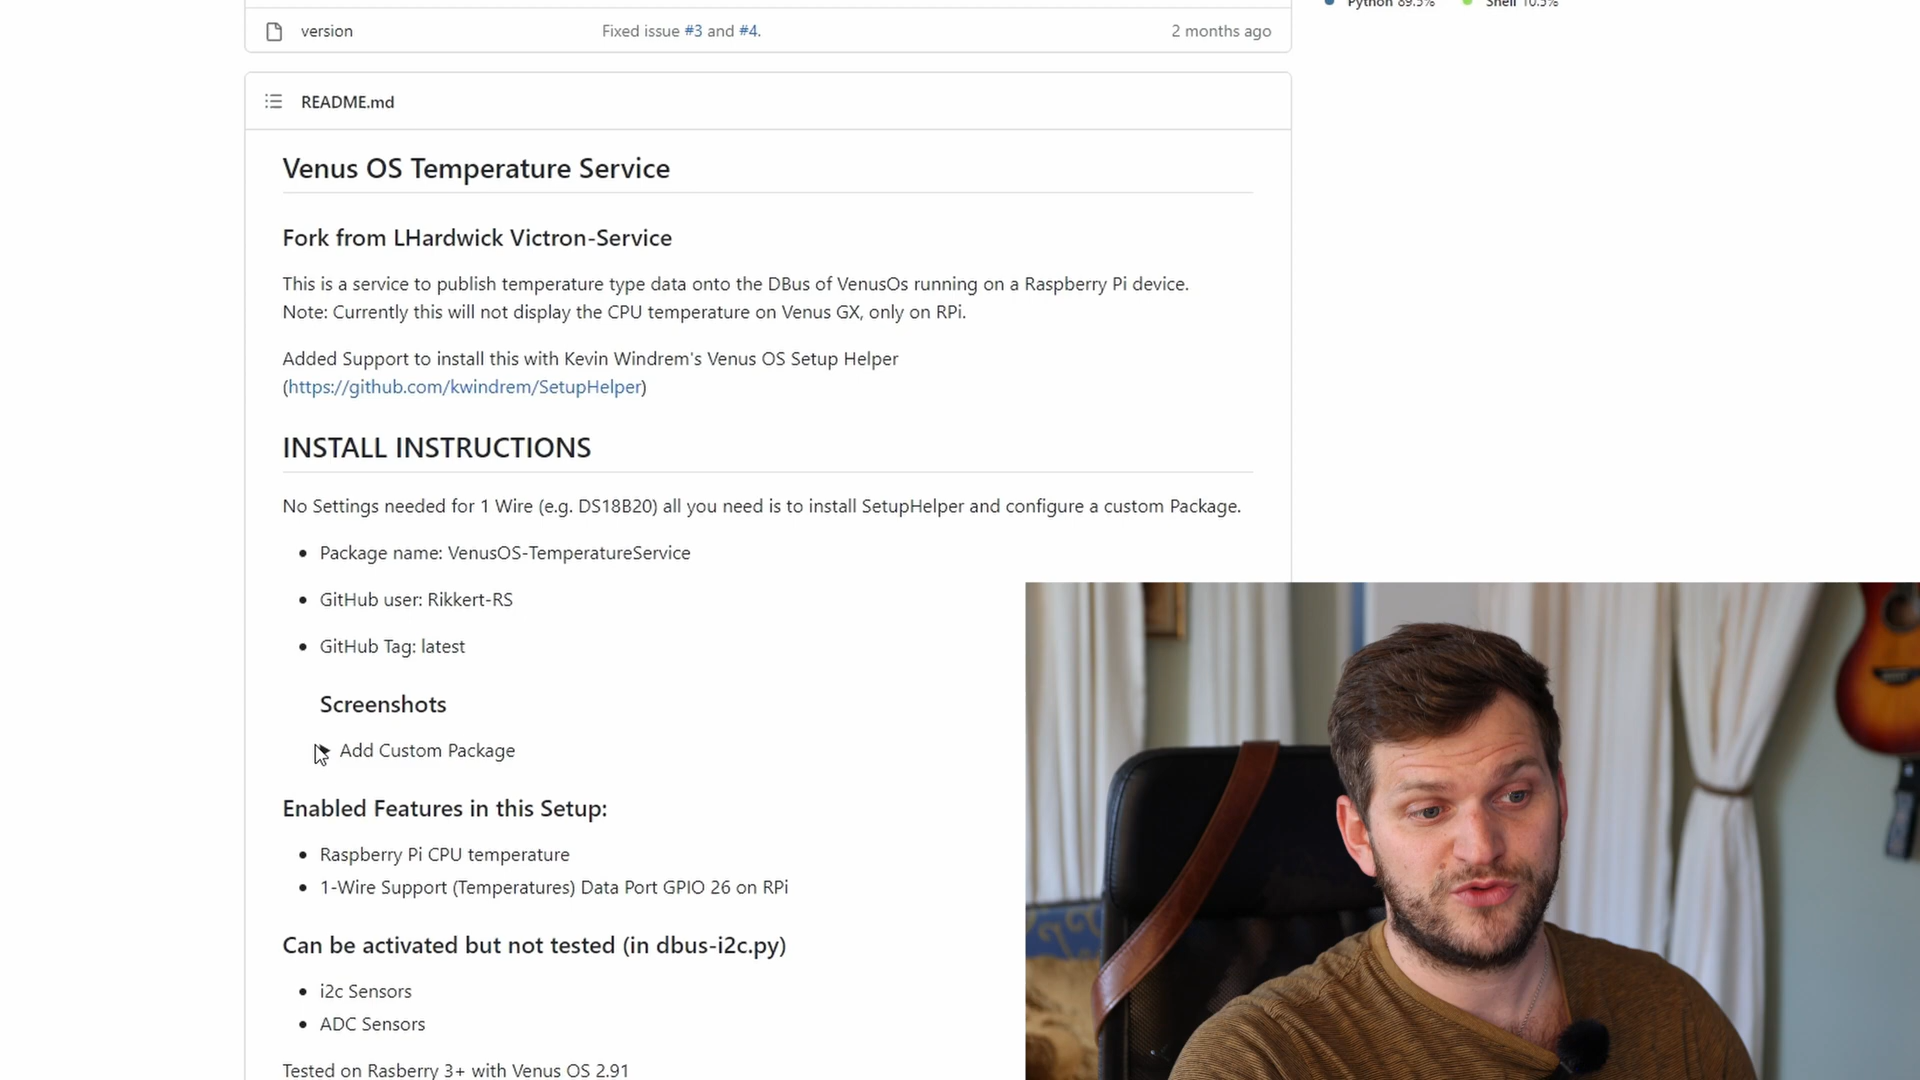 Python 89.5% Shell 10.5%
version Fixed issue #3 and #4. 2 months ago
README.md
Venus OS Temperature Service
Fork from LHardwick Victron-Service
This is a service to publish temperature type data onto the DBus of VenusOs running on a Raspberry Pi device.
Note: Currently this will not display the CPU temperature on Venus GX, only on RPi.
Added Support to install this with Kevin Windrem's Venus OS Setup Helper
(https://github.com/kwindrem/SetupHelper)
INSTALL INSTRUCTIONS
No Settings needed for 1 Wire (e.g. DS18B20) all you need is to install SetupHelper and configure a custom Package.
Package name: VenusOS-TemperatureService
GitHub user: Rikkert-RS
GitHub Tag: latest
Screenshots
Add Custom Package
Enabled Features in this Setup:
Raspberry Pi CPU temperature
1-Wire Support (Temperatures) Data Port GPIO 26 on RPi
Can be activated but not tested (in dbus-i2c.py)
i2c Sensors
ADC Sensors
Tested on Rasberry 3+ with Venus OS 2.91